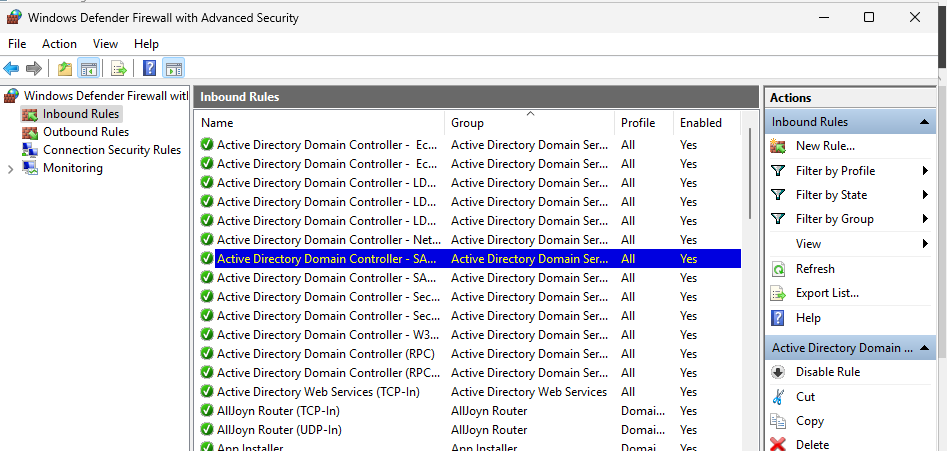 Windows Defender Firewall with Advanced Security
File Action View Help
Windows Defender Firewall with
Inbound Rules
Outbound Rules
Connection Security Rules
Monitoring
Inbound Rules
Name Group Profile Enabled
Active Directory Domain Controller - Ec... Active Directory Domain Ser... All Yes
Active Directory Domain Controller - Ec... Active Directory Domain Ser... All Yes
Active Directory Domain Controller - LD... Active Directory Domain Ser... All Yes
Active Directory Domain Controller - LD... Active Directory Domain Ser... All Yes
Active Directory Domain Controller - LD... Active Directory Domain Ser... All Yes
Active Directory Domain Controller - Net... Active Directory Domain Ser... All Yes
Active Directory Domain Controller - SA... Active Directory Domain Ser... All Yes
Active Directory Domain Controller - SA... Active Directory Domain Ser... All Yes
Active Directory Domain Controller - Sec... Active Directory Domain Ser... All Yes
Active Directory Domain Controller - Sec... Active Directory Domain Ser... All Yes
Active Directory Domain Controller - W3... Active Directory Domain Ser... All Yes
Active Directory Domain Controller (RPC) Active Directory Domain Ser... All Yes
Active Directory Domain Controller (RPC... Active Directory Domain Ser... All Yes
Active Directory Web Services (TCP-In) Active Directory Web Services All Yes
AllJoyn Router (TCP-In) AllJoyn Router Domai... Yes
AllJoyn Router (UDP-In) AllJoyn Router Domai... Yes
App Installer App Installer Domai... Yes
Actions
Inbound Rules
New Rule...
Filter by Profile
Filter by State
Filter by Group
View
Refresh
Export List...
Help
Active Directory Domain ...
Disable Rule
Cut
Copy
Delete